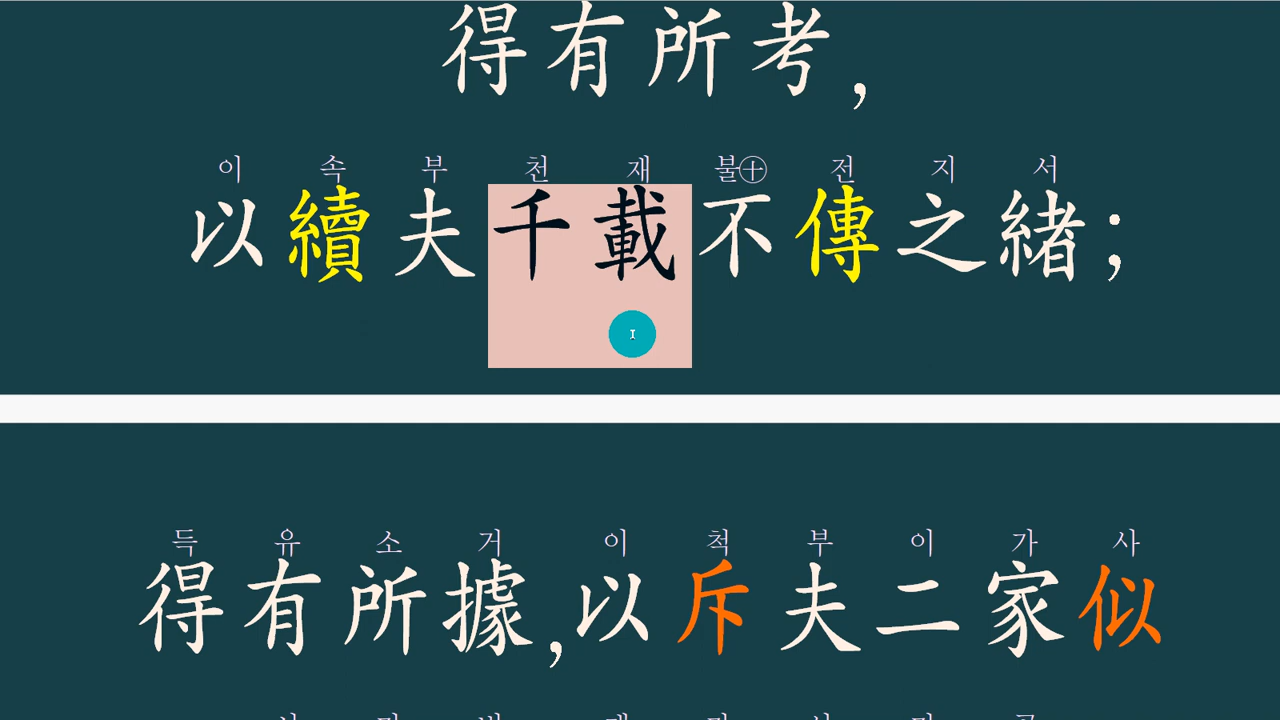 得有所考,
이 속 부 천 재 불㊉ 전 지 서
以續夫千載不傳之緖;
득 유 소 거 이 척 부 이 가 사
得有所據,以斥夫二家似